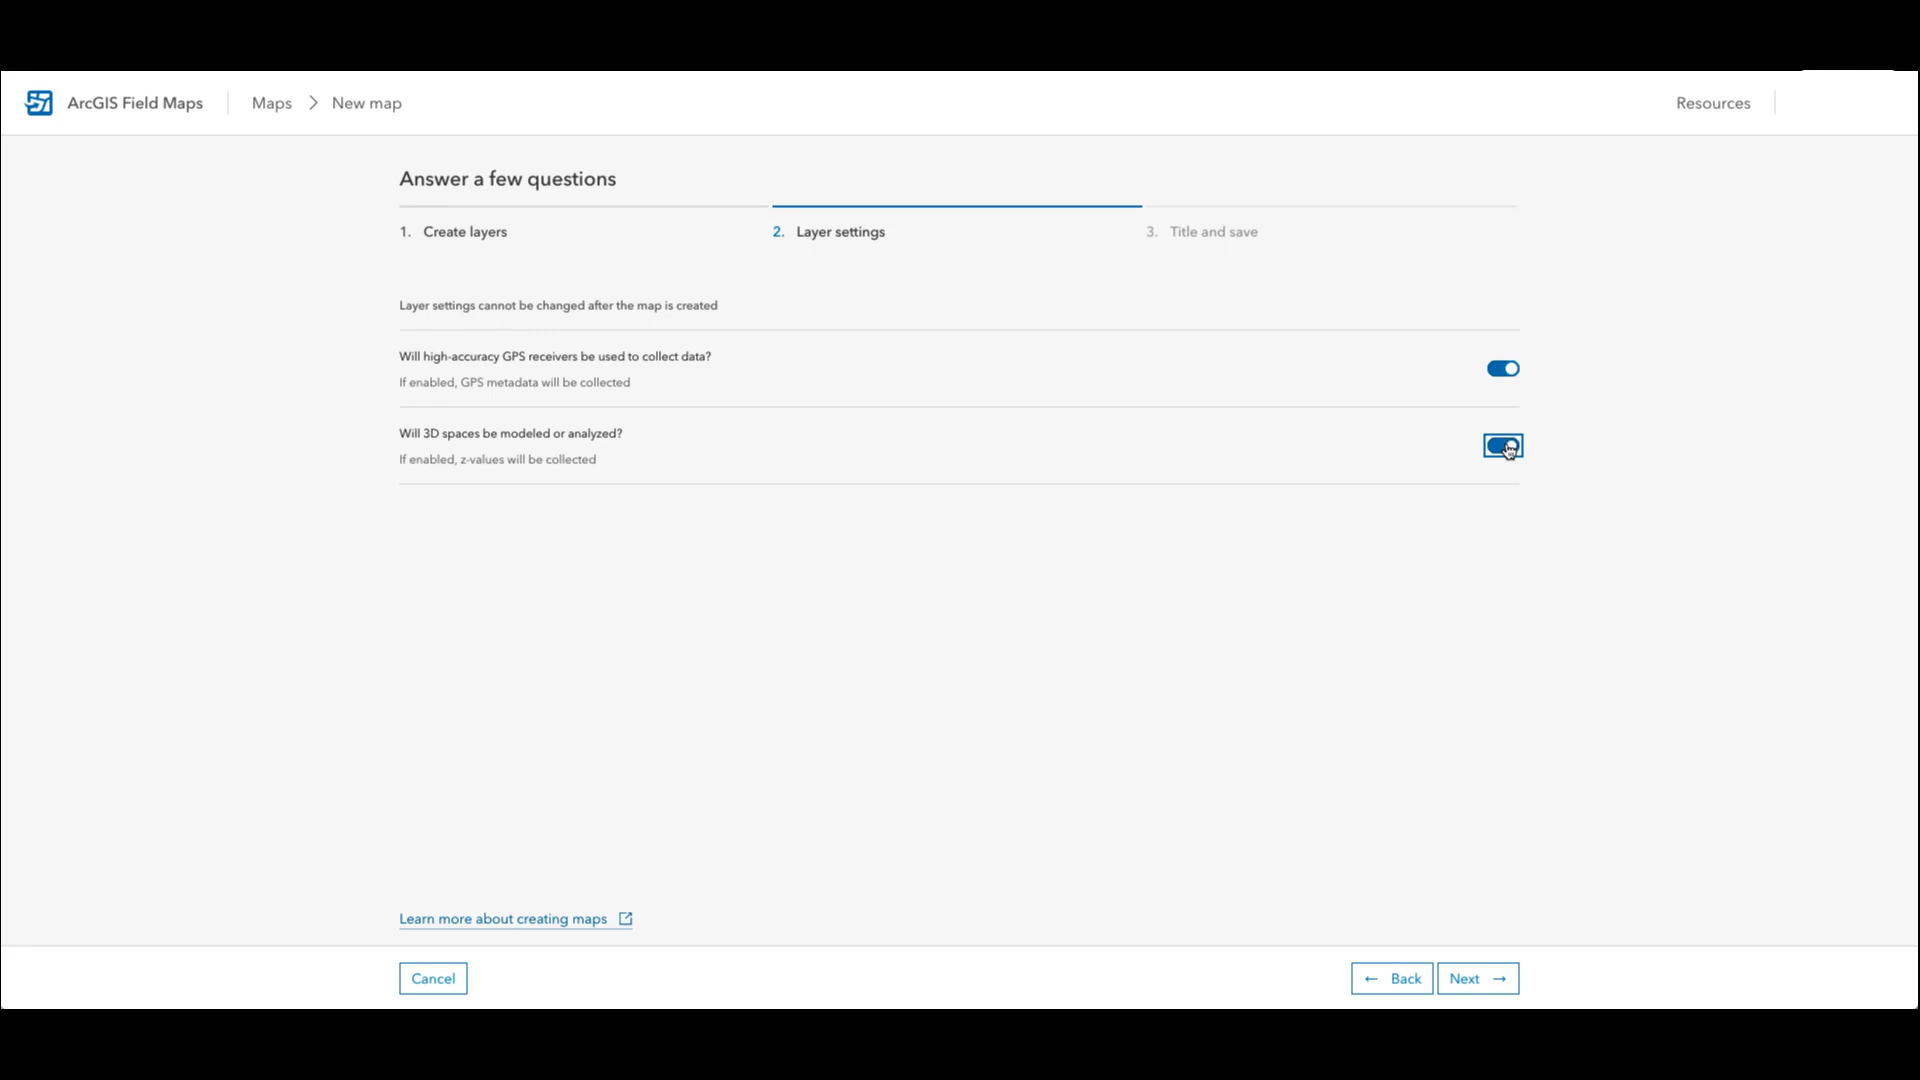 ArcGIS Field Maps
Maps > New map
Resources
Answer a few questions
1. Create layers
2. Layer settings
3. Title and save
Layer settings cannot be changed after the map is created
Will high-accuracy GPS receivers be used to collect data?
If enabled, GPS metadata will be collected
Will 3D spaces be modeled or analyzed?
If enabled, z-values will be collected
Learn more about creating maps
Cancel
← Back
Next →